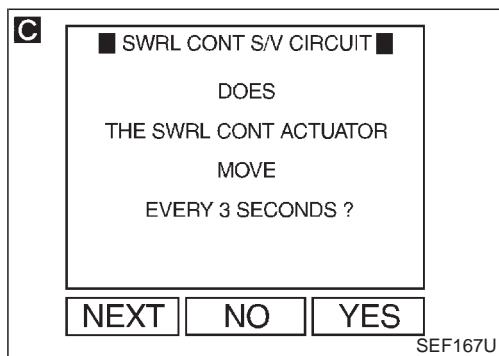 C
SWRL CONT S/V CIRCUIT
DOES
THE SWRL CONT ACTUATOR
MOVE
EVERY 3 SECONDS ?
NEXT NO YES
SEF167U